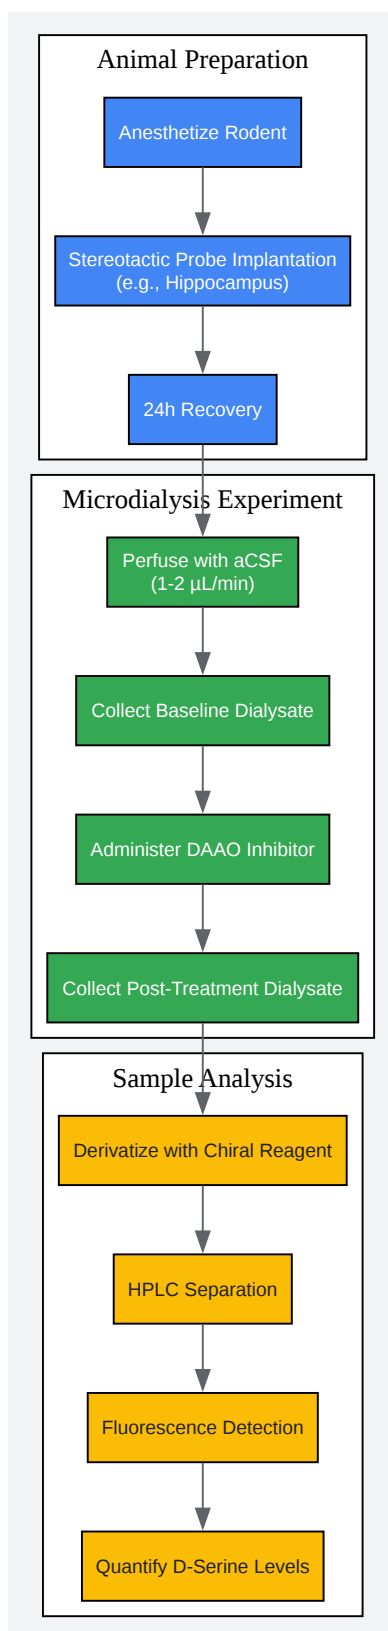 Animal Preparation
Anesthetize Rodent
Stereotactic Probe Implantation
(e.g., Hippocampus)
24h Recovery
Microdialysis Experiment
Perfuse with aCSF
(1-2 µL/min)
Collect Baseline Dialysate
Administer DAAO Inhibitor
Collect Post-Treatment Dialysate
Sample Analysis
Derivatize with Chiral Reagent
HPLC Separation
Fluorescence Detection
Quantify D-Serine Levels